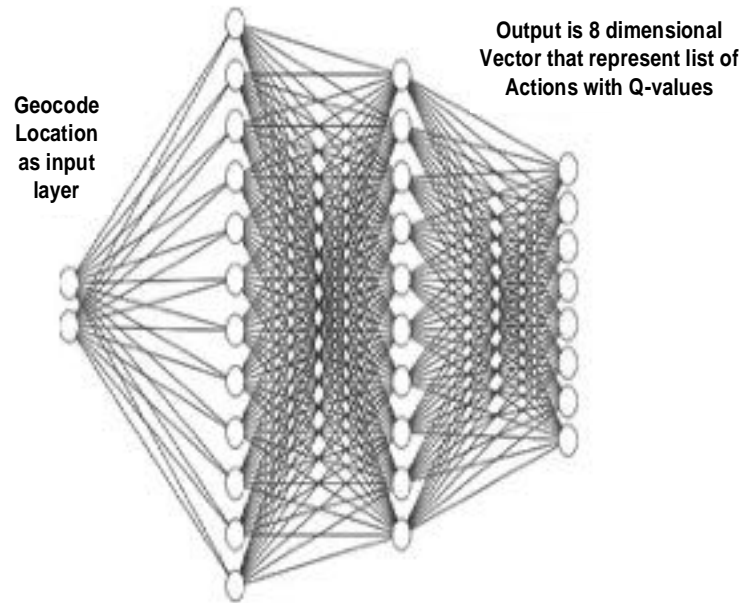 Geocode
Location
as input
layer
Output is 8 dimensional
Vector that represent list of
Actions with Q-values